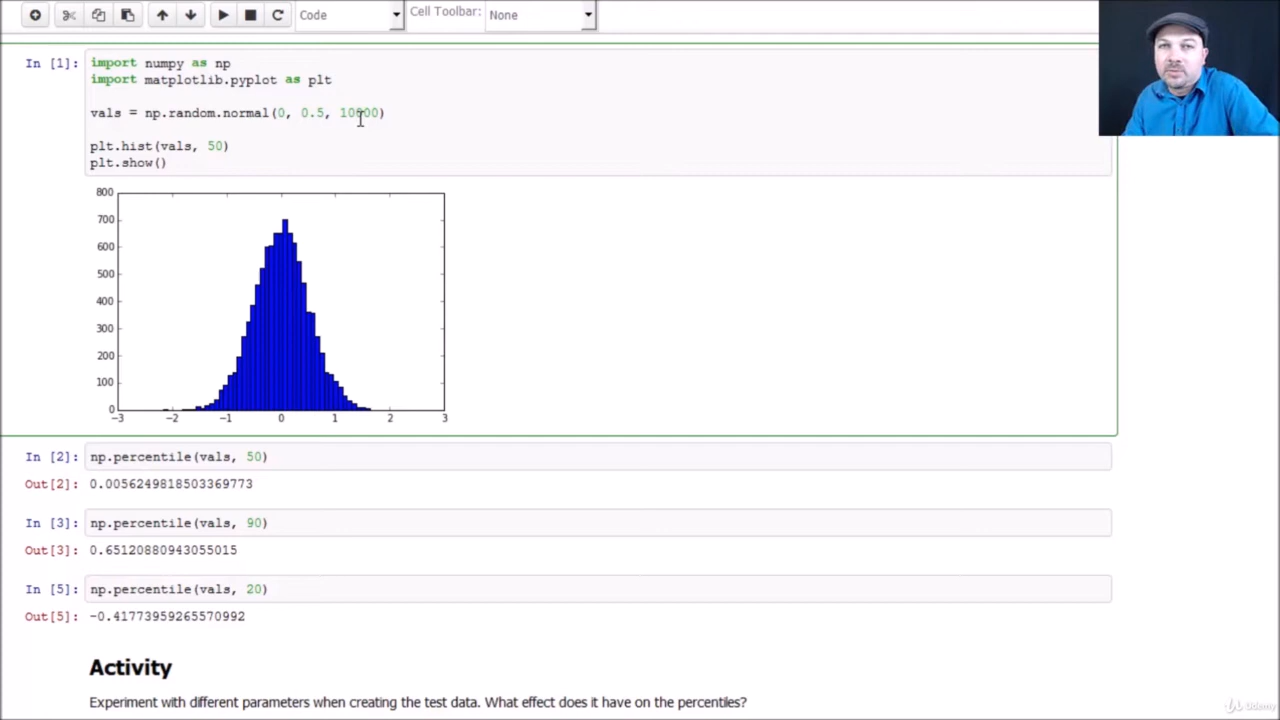 Code
Cell Toolbar:
None
In [1]:
import numpy as np
import matplotlib.pyplot as plt
vals = np.random.normal(0, 0.5, 10000)
plt.hist(vals, 50)
plt.show()
800
700
600
500
400
300
200
100
0
−3 −2 −1 0 1 2 3
In [2]: np.percentile(vals, 50)
Out[2]: 0.0056249818503369773
In [3]: np.percentile(vals, 90)
Out[3]: 0.65120880943055015
In [5]: np.percentile(vals, 20)
Out[5]: -0.41773959265570992
Activity
Experiment with different parameters when creating the test data. What effect does it have on the percentiles?
Udemy